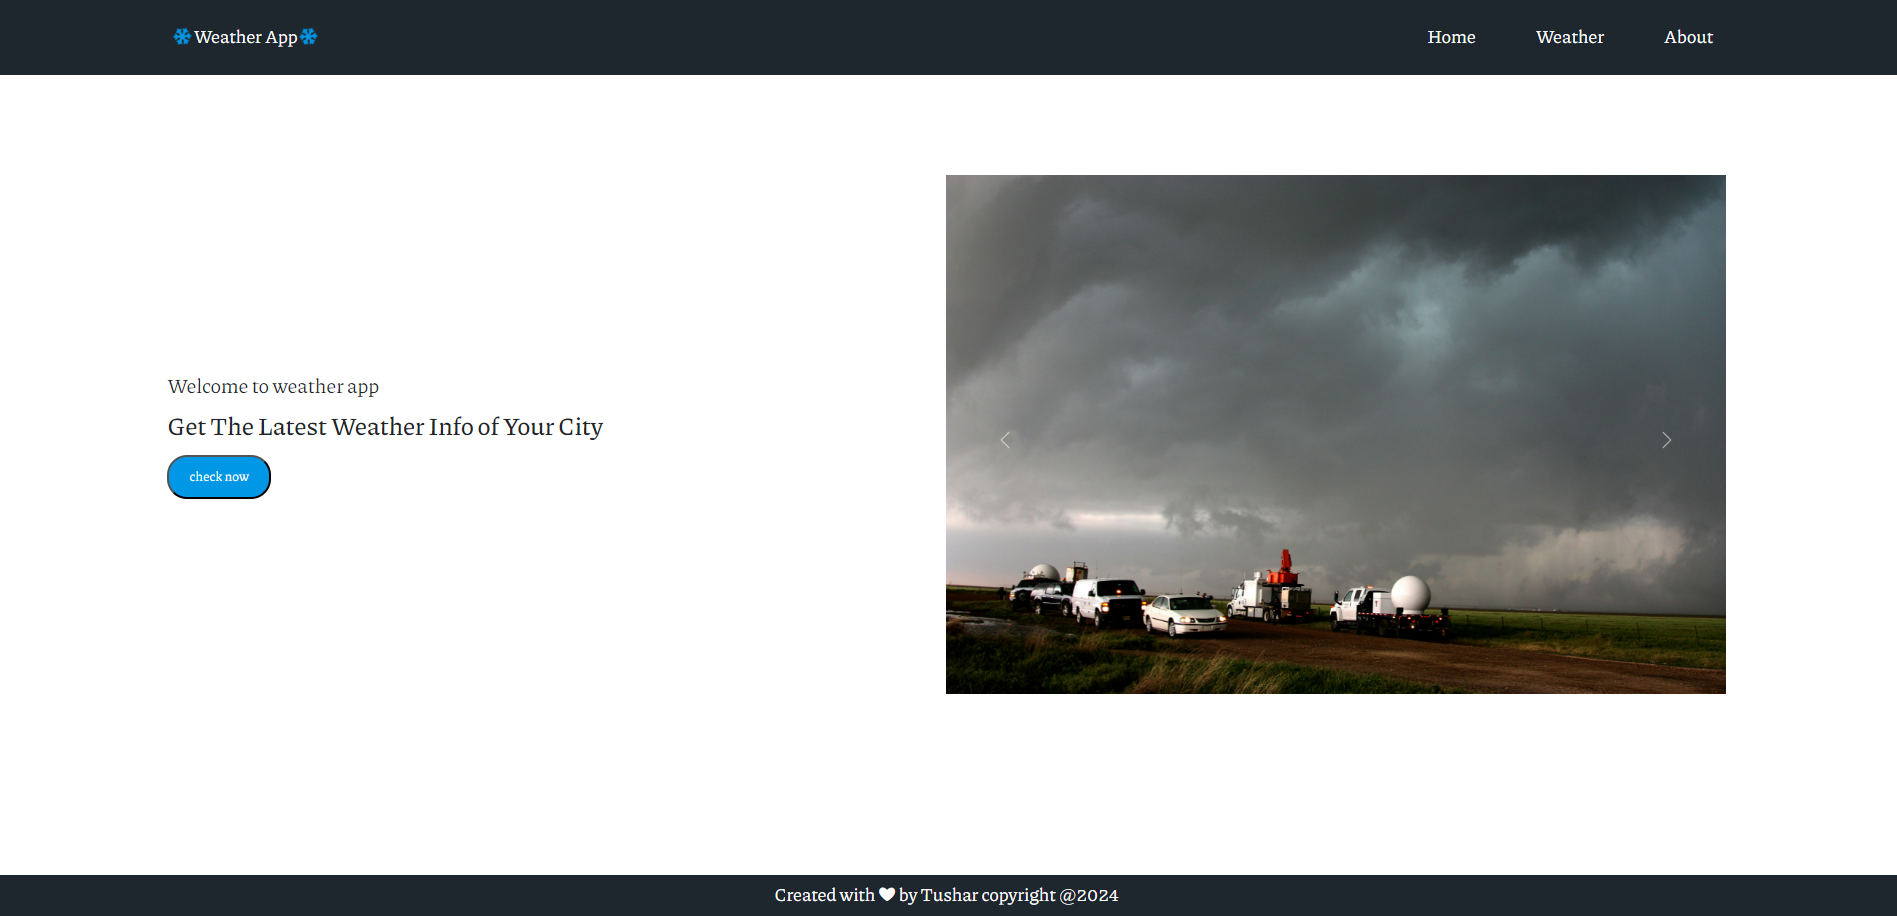 Weather App
Home
Weather
About
Welcome to weather app
Get The Latest Weather Info of Your City
check now
Created with ♥ by Tushar copyright @2024